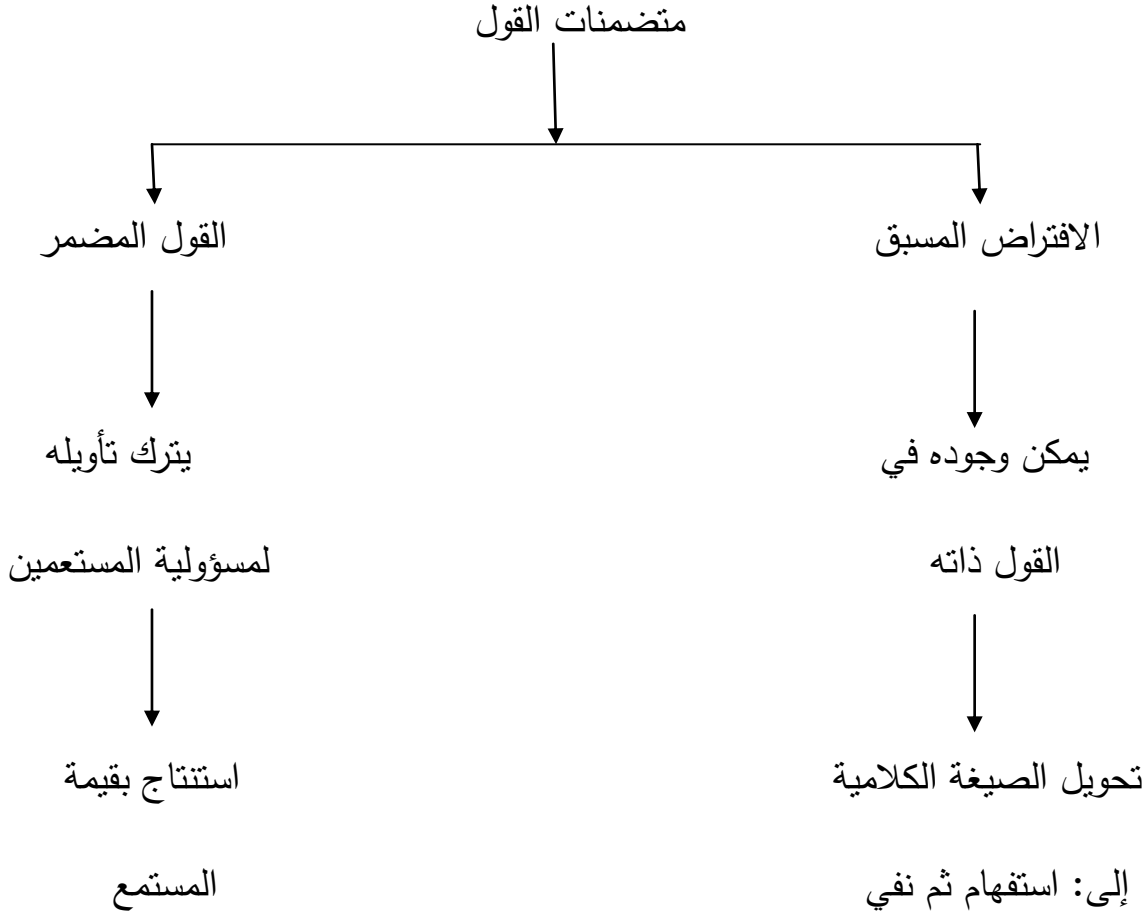 متضمنات القول
الافتراض المسبق
القول المضمر
يمكن وجوده في
يترك تأويله
القول ذاته
لمسؤولية المستعمين
تحويل الصيغة الكلامية
استنتاج بقيمة
إلى: استفهام ثم نفي
المستمع